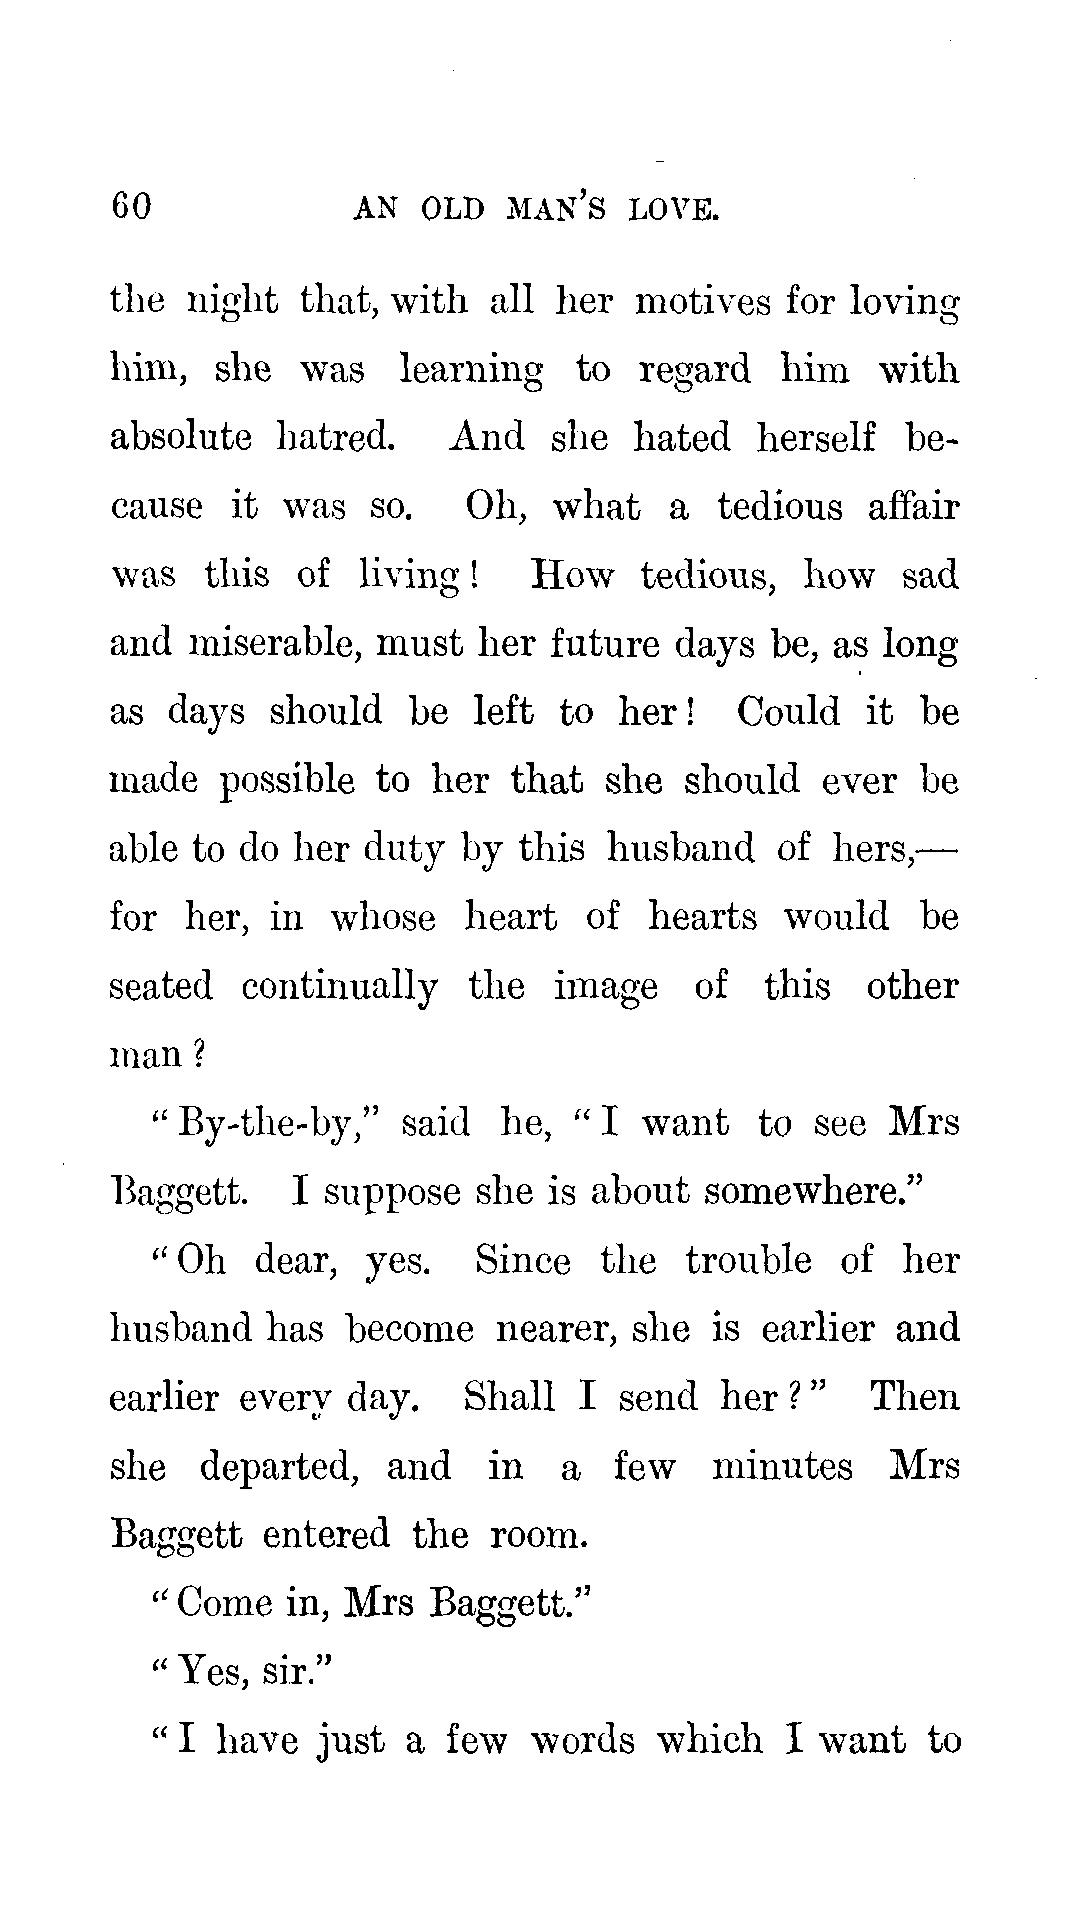 60 AN OLD MAN'S LOVE.
the night that, with all her motives for loving
him, she was learning to regard him with
absolute hatred. And she hated herself be-
cause it was so. Oh, what a tedious affair
was this of living! How tedious, how sad
and miserable, must her future days be, as long
as days should be left to her! Could it be
made possible to her that she should ever be
able to do her duty by this husband of hers,—
for her, in whose heart of hearts would be
seated continually the image of this other
man?
"By-the-by," said he, "I want to see Mrs
Baggett. I suppose she is about somewhere."
"Oh dear, yes. Since the trouble of her
husband has become nearer, she is earlier and
earlier every day. Shall I send her?" Then
she departed, and in a few minutes Mrs
Baggett entered the room.
"Come in, Mrs Baggett."
"Yes, sir."
"I have just a few words which I want to